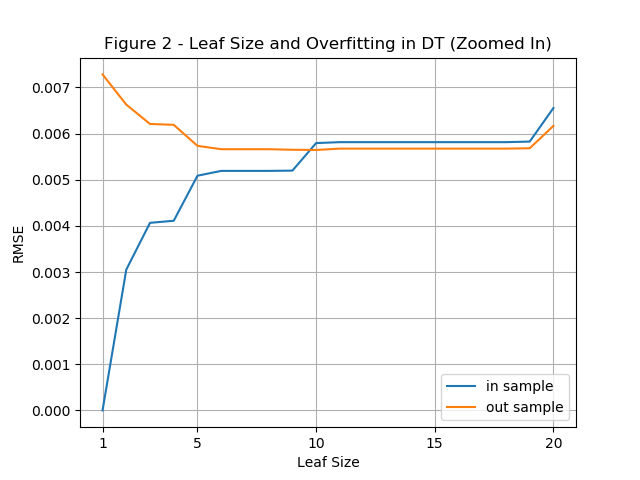 Figure 2 - Leaf Size and Overfitting in DT (Zoomed In)
0.007
0.006
0.005
0.004
0.003
0.002
0.001
0.000
RMSE
in sample
out sample
1 5 10 15 20
Leaf Size